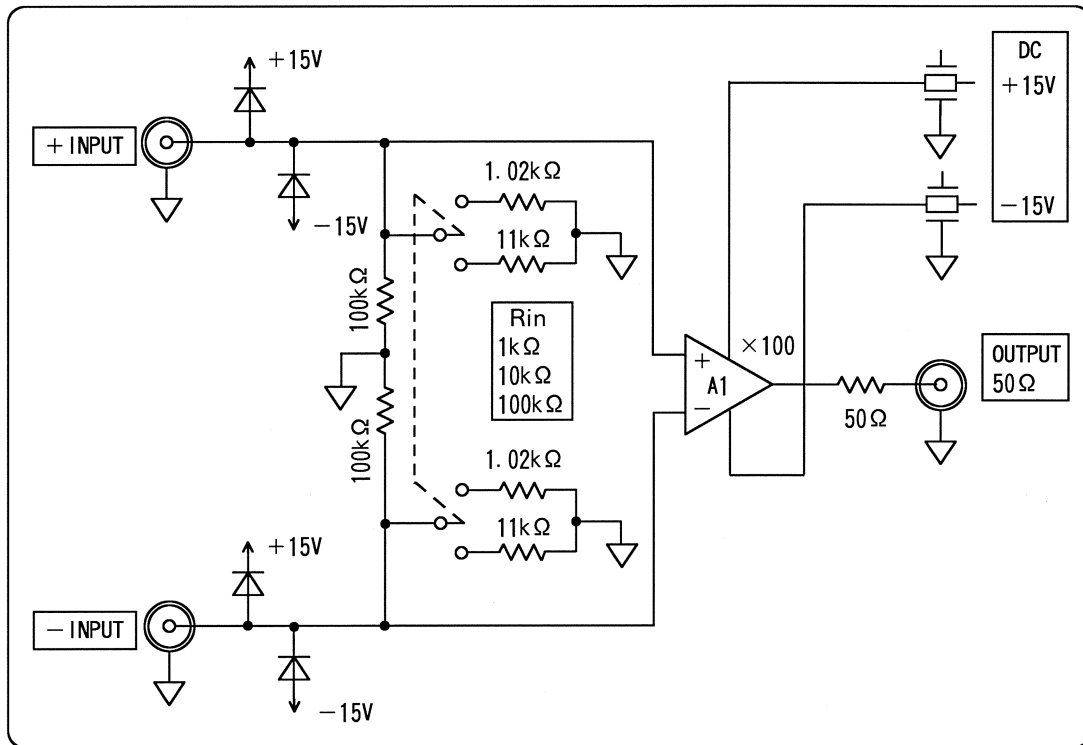 +15V
DC
+15V
-15V
+INPUT
-15V
1.02kΩ
11kΩ
100kΩ
100kΩ
Rin
1kΩ
10kΩ
100kΩ
+
A1
−
×100
50Ω
OUTPUT
50Ω
1.02kΩ
11kΩ
+15V
−INPUT
−15V